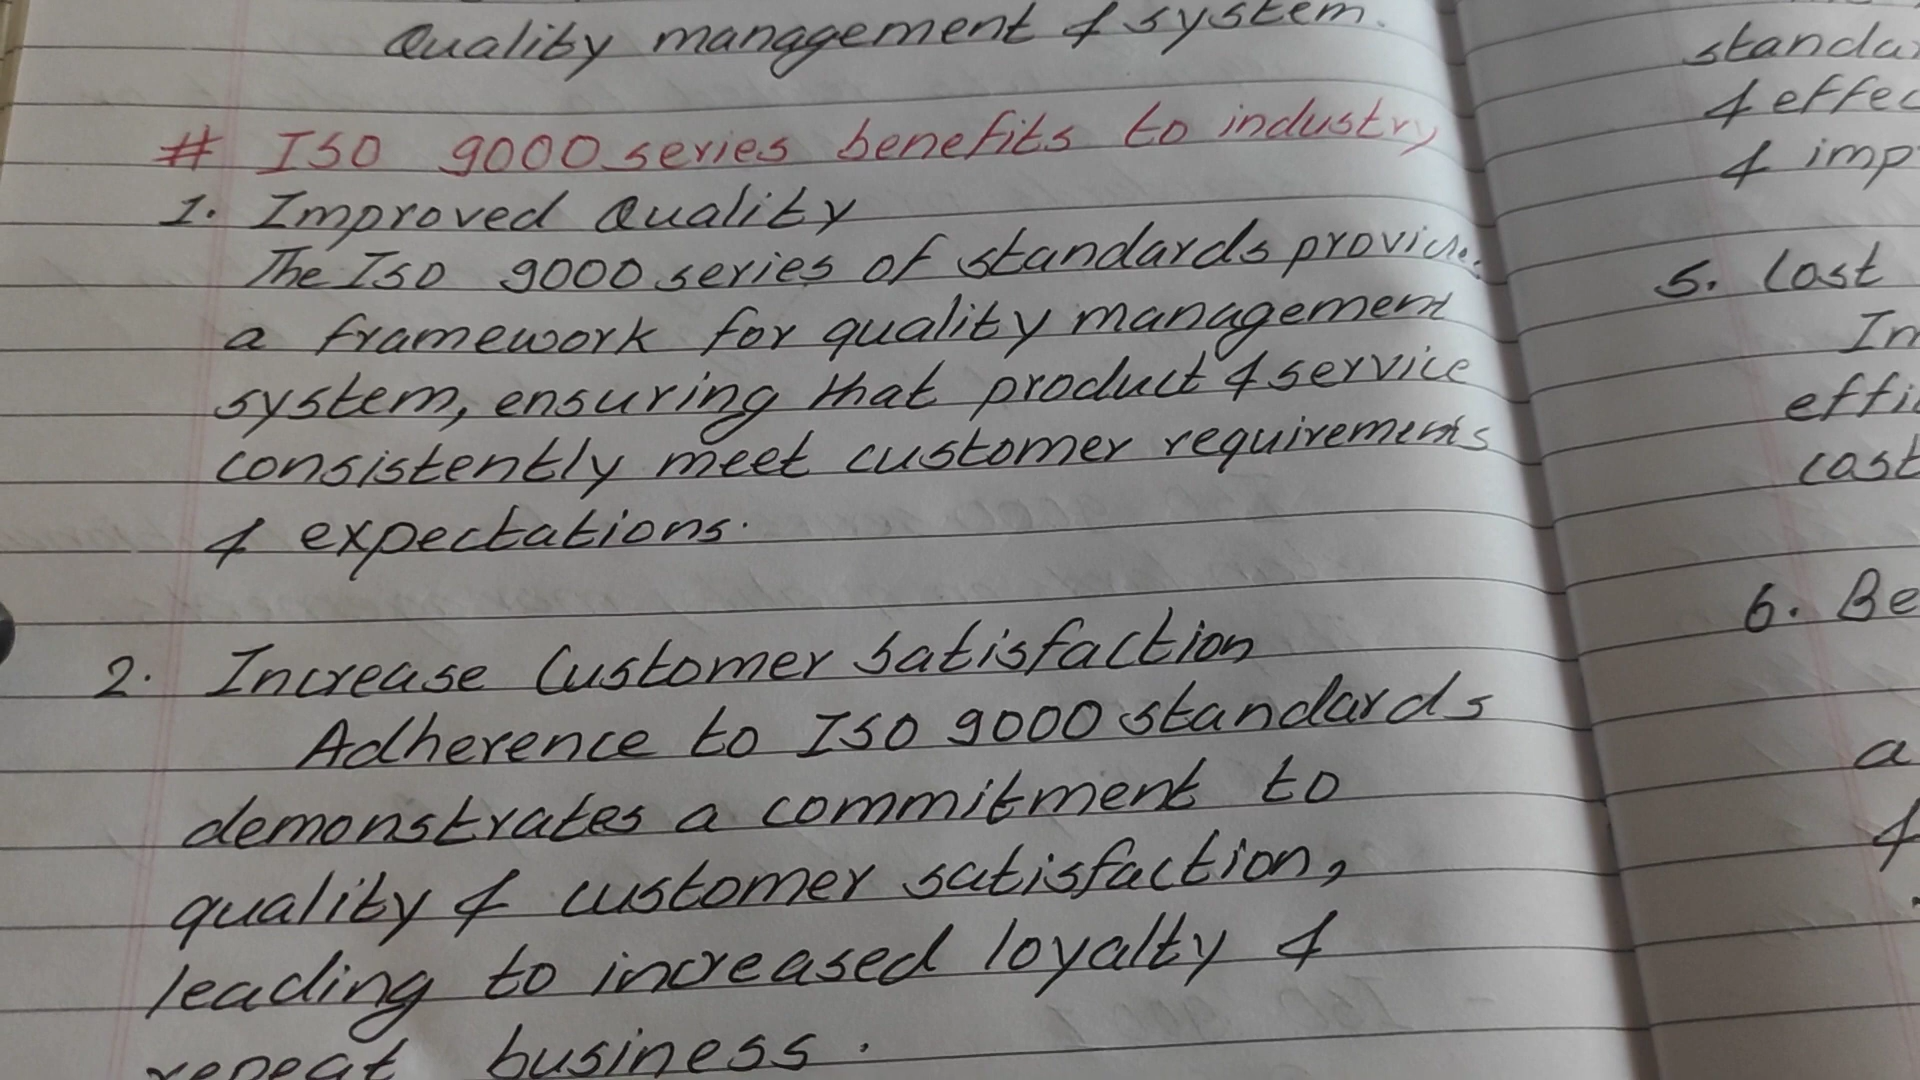 Quality management & system.
# ISO 9000 series benefits to industry
1. Improved Quality
The ISO 9000 series of standards provide
a framework for quality management
system, ensuring that product & service
consistently meet customer requirements
& expectations.
2. Increase Customer Satisfaction
Adherence to ISO 9000 standards
demonstrates a commitment to
quality & customer satisfaction,
leading to increased loyalty &
repeat business.
& 
& imp
5. Cost
In
effi
cost
6. Be
a
&